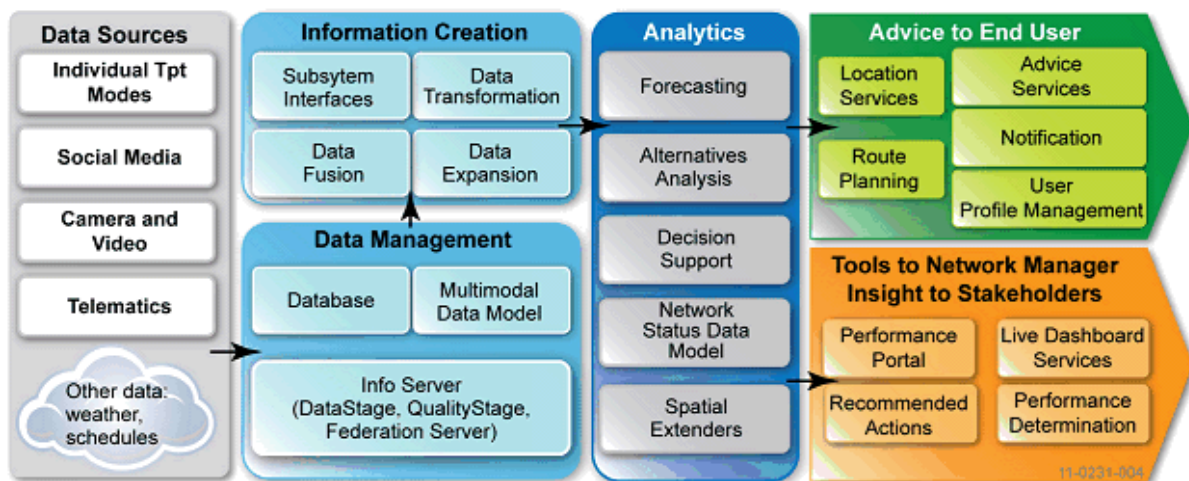 Data Sources
Individual Tpt
Modes
Social Media
Camera and
Video
Telematics
Other data:
weather,
schedules
Information Creation
Subsytem
Interfaces
Data
Transformation
Data
Fusion
Data
Expansion
Data Management
Database
Multimodal
Data Model
Info Server
(DataStage, QualityStage,
Federation Server)
Analytics
Forecasting
Alternatives
Analysis
Decision
Support
Network
Status Data
Model
Spatial
Extenders
Advice to End User
Location
Services
Advice
Services
Notification
Route
Planning
User
Profile Management
Tools to Network Manager
Insight to Stakeholders
Performance
Portal
Live Dashboard
Services
Recommended
Actions
Performance
Determination
11-0231-004